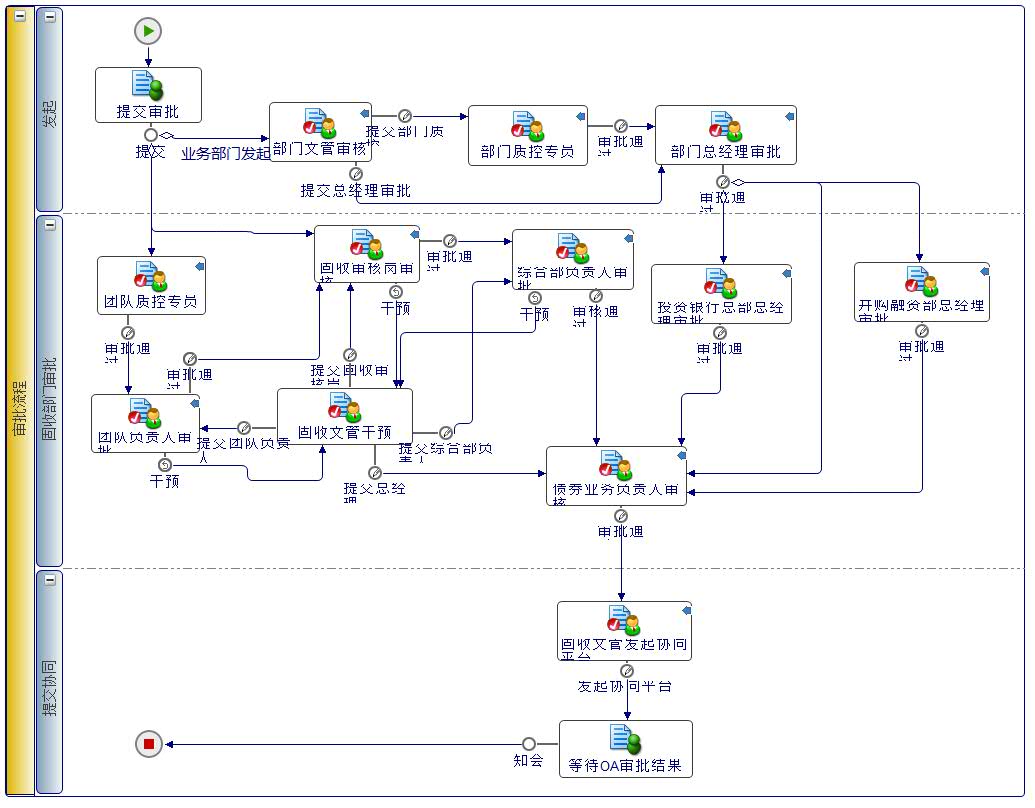 审批流程
发起
提交审批
提交
业务部门发起
部门文管审核
提交部门质
提交总经理审批
部门质控专员
审批通
部门总经理审批
审批通
固收部门审批
团队质控专员
审批通
团队负责人审
批
审批通
干预
固收审核岗审
核
审批通
干预
综合部负责人审
批
干预
审核通
投资银行总部总经
理审批
审批通
并购融资部总经理
审批
审批通
提交固收审
核岗
固收文管干预
提交团队负责
人
提交综合部负
责人
提交总经
理
债券业务负责人审
核
审批通
提交协同
固收文管发起协同
平台
发起协同平台
等待OA审批结果
知会